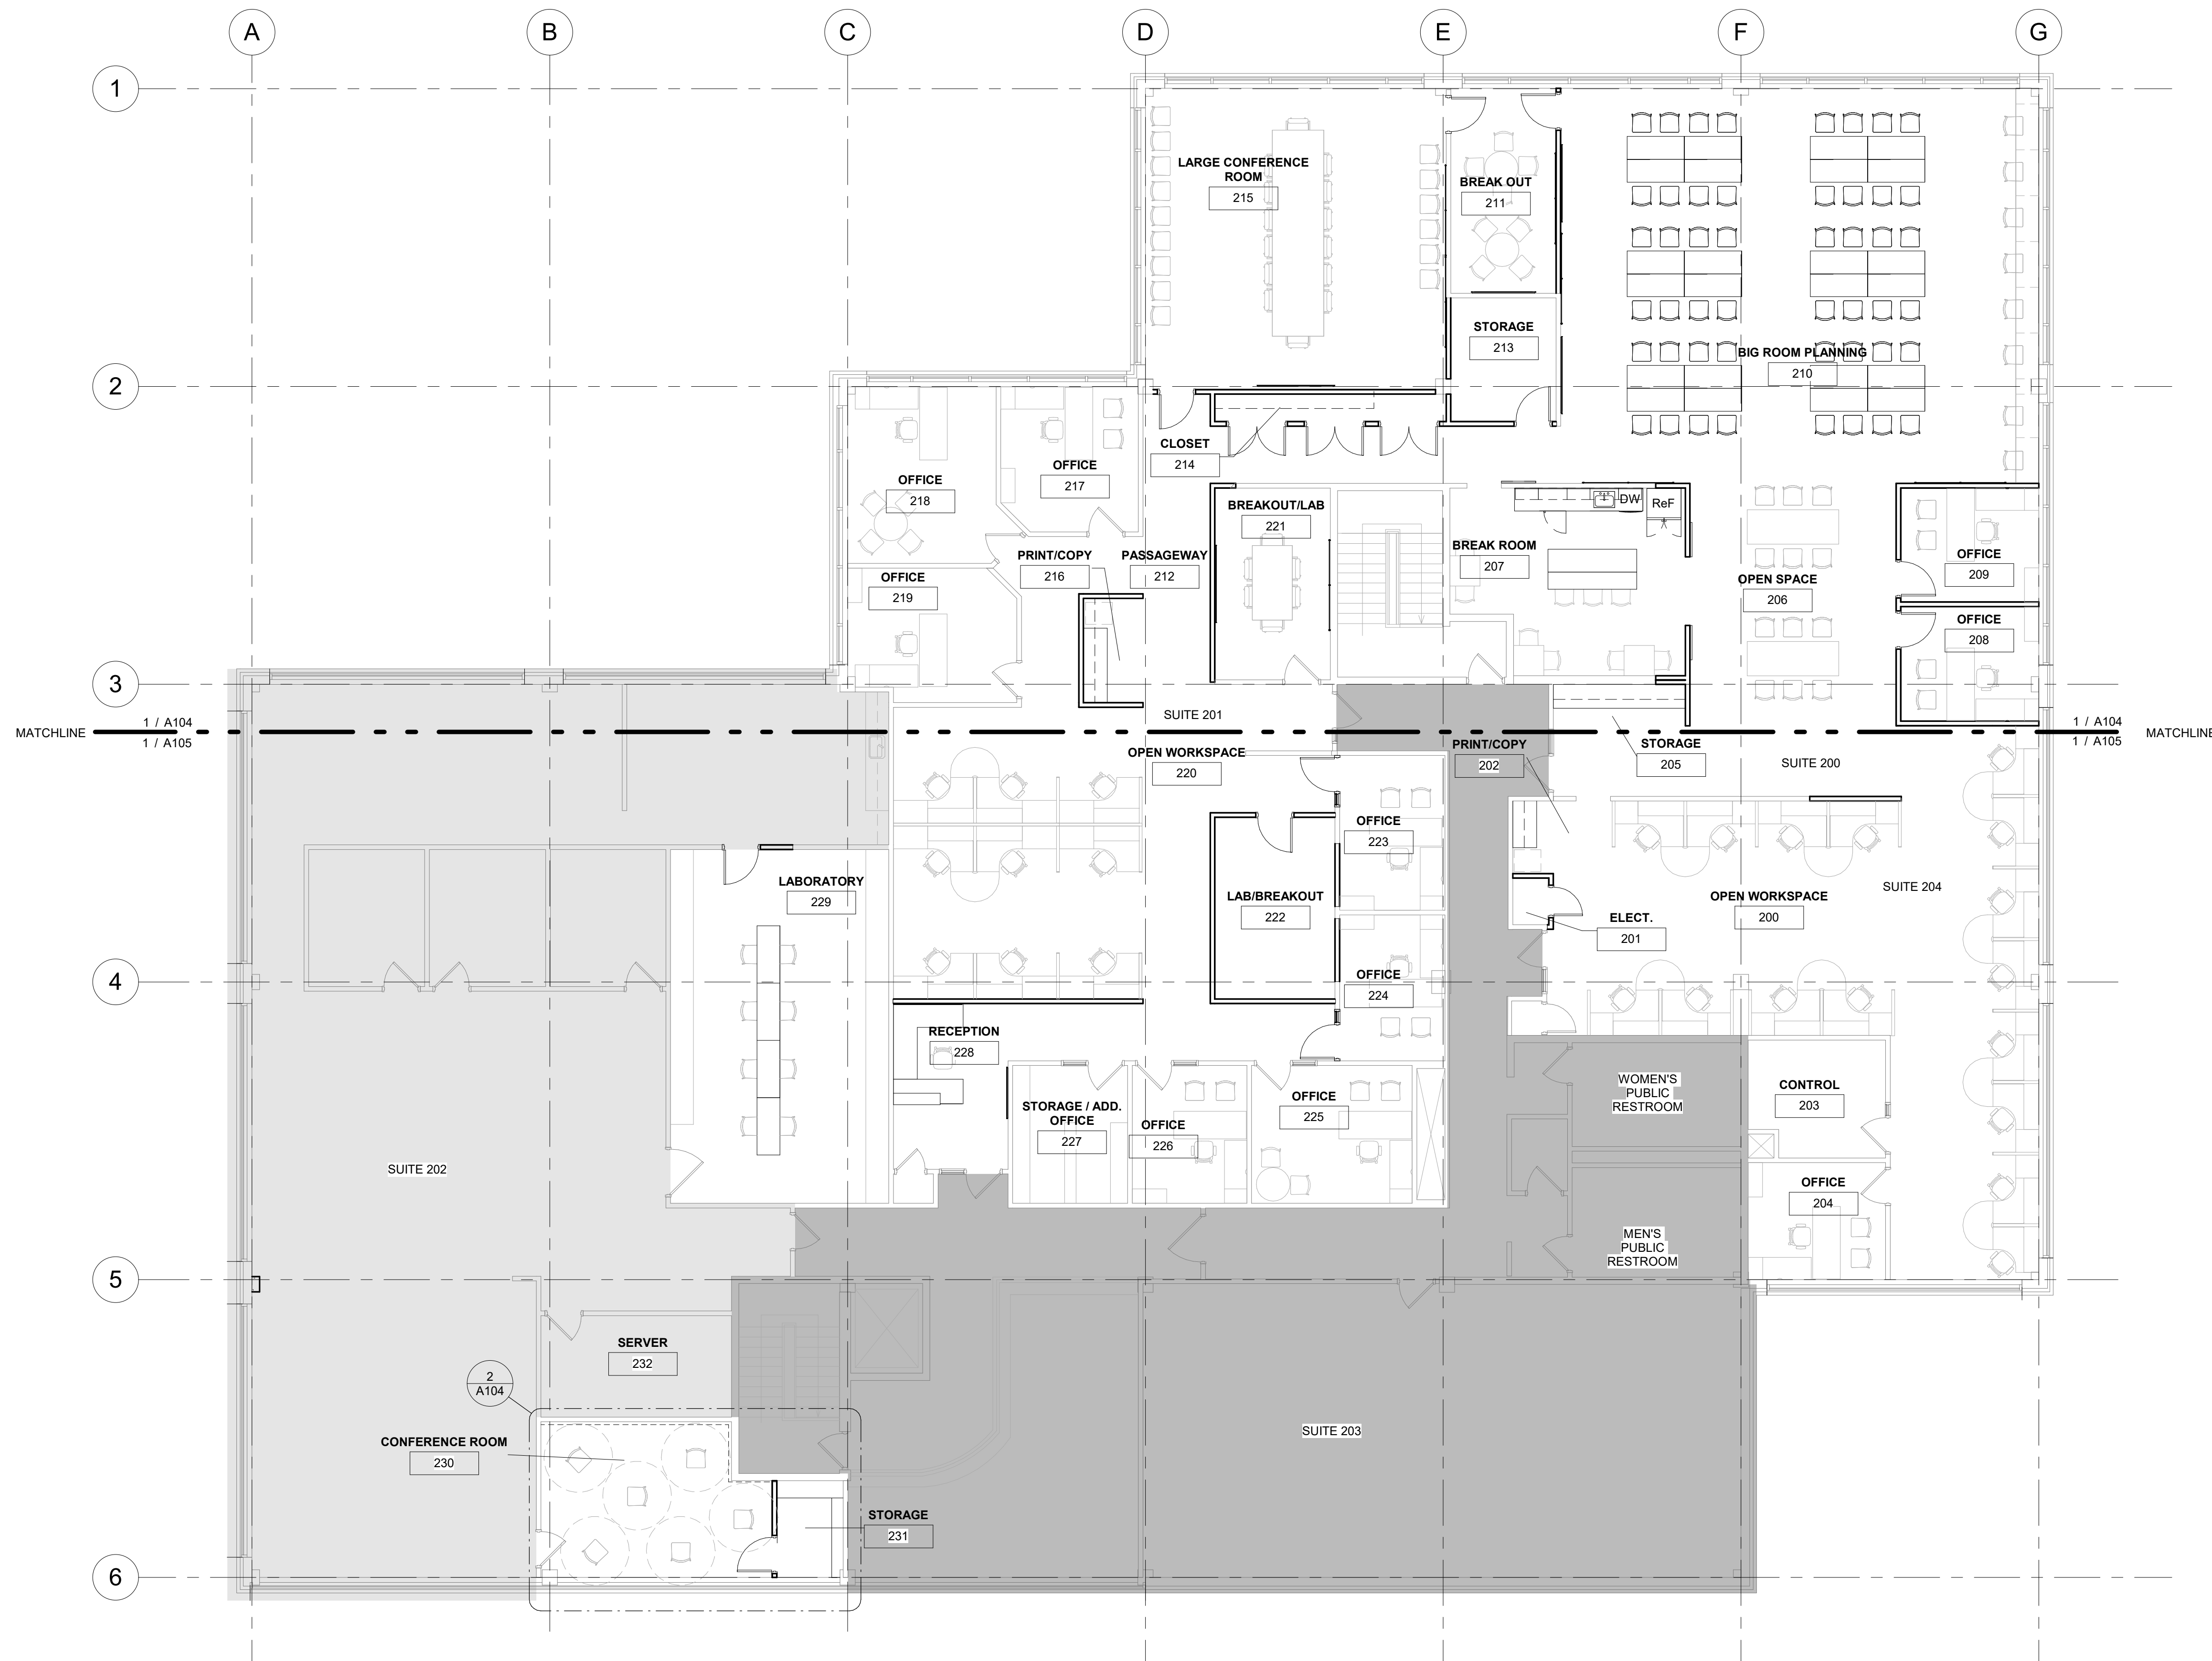 A
B
C
D
E
F
G
1
LARGE CONFERENCE
ROOM
215
BREAK OUT
211
STORAGE
213
BIG ROOM PLANNING
210
2
CLOSET
214
OFFICE
217
OFFICE
218
BREAKOUT/LAB
221
DW
ReF
BREAK ROOM
207
PRINT/COPY
216
PASSAGEWAY
212
OFFICE
209
OFFICE
219
OPEN SPACE
206
OFFICE
208
3
SUITE 201
MATCHLINE
1 / A104
1 / A105
1 / A104
1 / A105
MATCHLINE
OPEN WORKSPACE
220
PRINT/COPY
202
STORAGE
205
SUITE 200
OFFICE
223
LABORATORY
229
LAB/BREAKOUT
222
SUITE 204
OPEN WORKSPACE
200
ELECT.
201
4
OFFICE
224
RECEPTION
228
WOMEN'S
PUBLIC
RESTROOM
CONTROL
203
STORAGE / ADD.
OFFICE
227
OFFICE
226
OFFICE
225
SUITE 202
OFFICE
204
MEN'S
PUBLIC
RESTROOM
5
SERVER
232
2
A104
CONFERENCE ROOM
230
SUITE 203
STORAGE
231
6